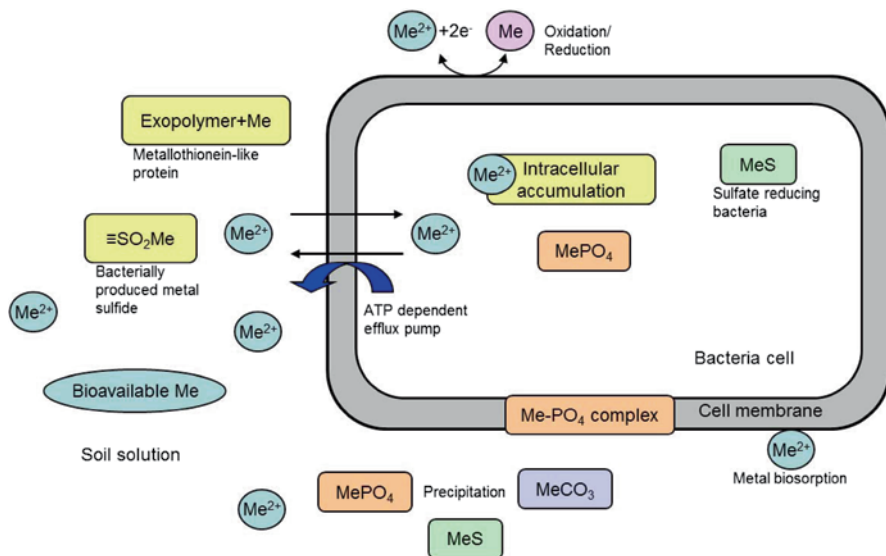 Me²⁺ +2e⁻ Me Oxidation/
Reduction
Exopolymer+Me
Metallothionein-like
protein
Me²⁺ Intracellular
accumulation
MeS
Sulfate reducing
bacteria
≡SO₂Me
Bacterially
produced metal
sulfide
Me²⁺
Me²⁺
MePO₄
Me²⁺
Me²⁺
ATP dependent
efflux pump
Bioavailable Me
Bacteria cell
Me-PO₄ complex
Cell membrane
Soil solution
Me²⁺
Metal biosorption
Me²⁺
MePO₄
Precipitation
MeCO₃
MeS